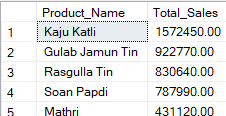 Product_Name Total_Sales
1 Kaju Katli 1572450.00
2 Gulab Jamun Tin 922770.00
3 Rasgulla Tin 830640.00
4 Soan Papdi 787990.00
5 Mathri 431120.00